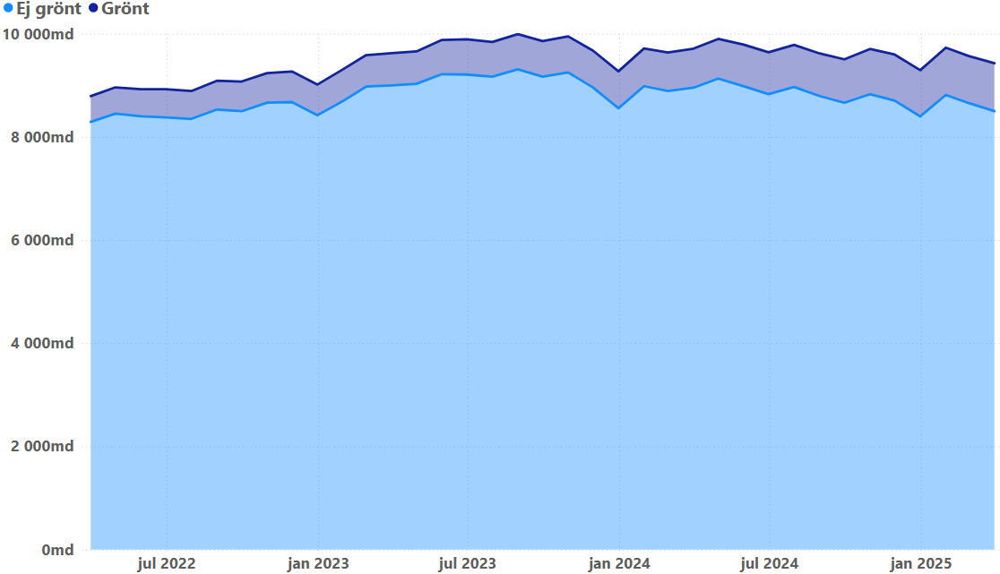 Ej grönt Grönt
10 000md
8 000md
6 000md
4 000md
2 000md
0md
jul 2022 jan 2023 jul 2023 jan 2024 jul 2024 jan 2025